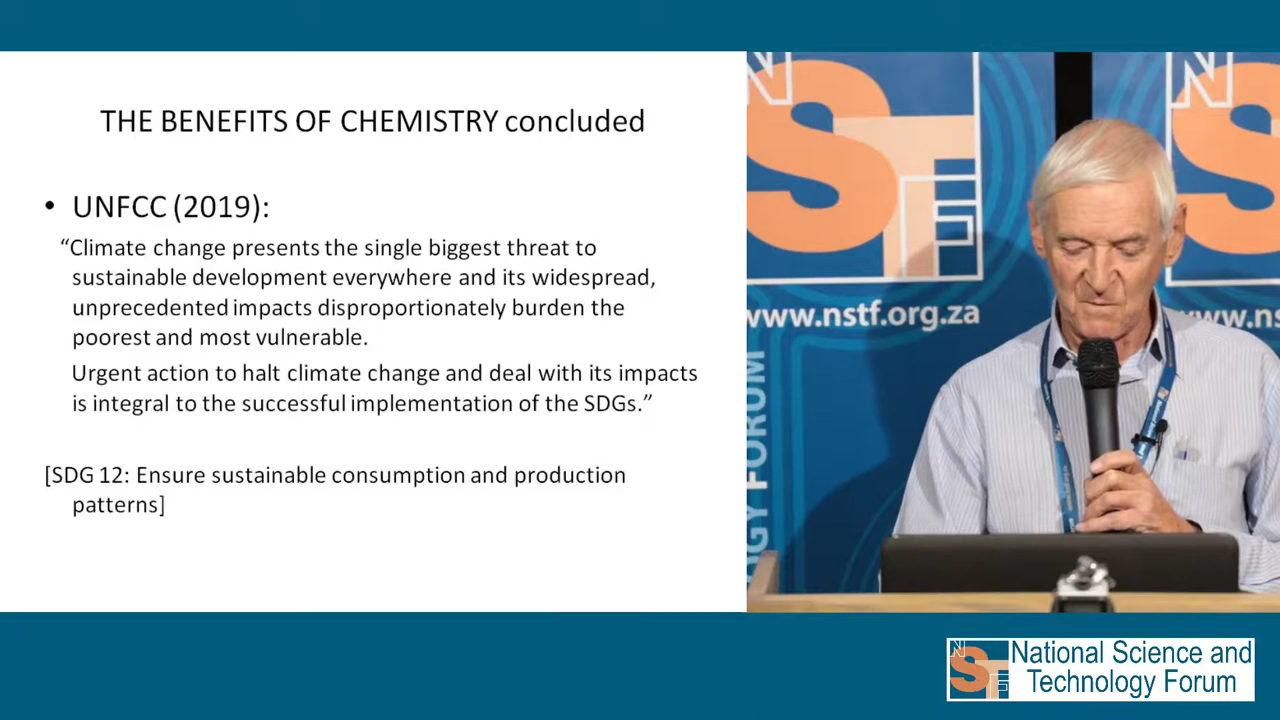 THE BENEFITS OF CHEMISTRY concluded
• UNFCC (2019):
“Climate change presents the single biggest threat to
sustainable development everywhere and its widespread,
unprecedented impacts disproportionately burden the
poorest and most vulnerable.
Urgent action to halt climate change and deal with its impacts
is integral to the successful implementation of the SDGs.”
[SDG 12: Ensure sustainable consumption and production
patterns]
N
STF
www.nstf.org.za
GY FORUM
N
S
www.ns
NSTF
National Science and
Technology Forum